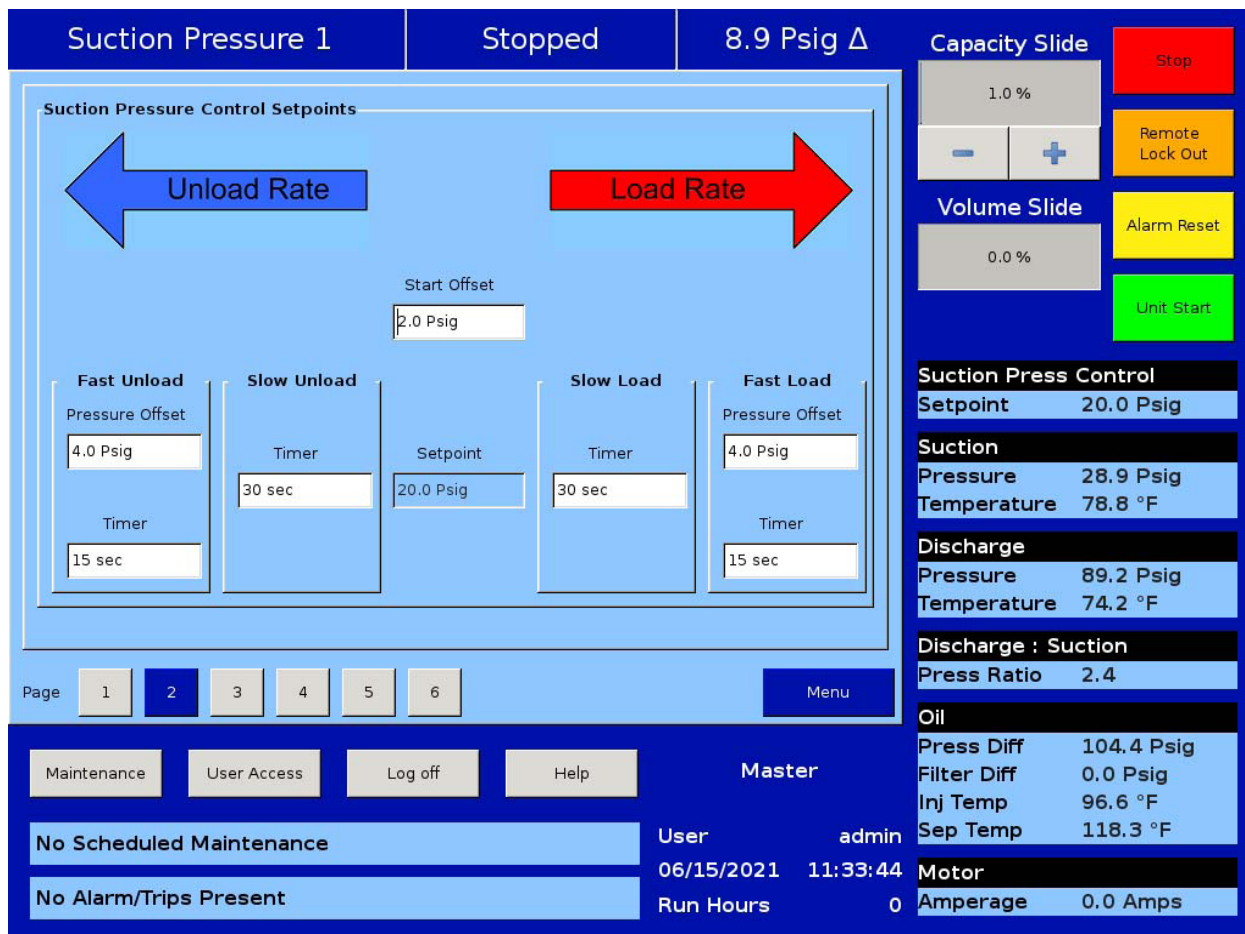 Suction Pressure 1
Stopped
8.9 Psig Δ
Suction Pressure Control Setpoints
Unload Rate
Load Rate
Start Offset
2.0 Psig
Fast Unload
Pressure Offset
4.0 Psig
Timer
15 sec
Slow Unload
Timer
30 sec
Setpoint
20.0 Psig
Slow Load
Timer
30 sec
Fast Load
Pressure Offset
4.0 Psig
Timer
15 sec
Page 1 2 3 4 5 6
Menu
Maintenance
User Access
Log off
Help
Master
No Scheduled Maintenance
No Alarm/Trips Present
User admin
06/15/2021 11:33:44
Run Hours 0
Capacity Slide
1.0 %
Volume Slide
0.0 %
Stop
Remote
Lock Out
Alarm Reset
Unit Start
Suction Press Control
Setpoint 20.0 Psig
Suction
Pressure 28.9 Psig
Temperature 78.8 °F
Discharge
Pressure 89.2 Psig
Temperature 74.2 °F
Discharge : Suction
Press Ratio 2.4
Oil
Press Diff 104.4 Psig
Filter Diff 0.0 Psig
Inj Temp 96.6 °F
Sep Temp 118.3 °F
Motor
Amperage 0.0 Amps